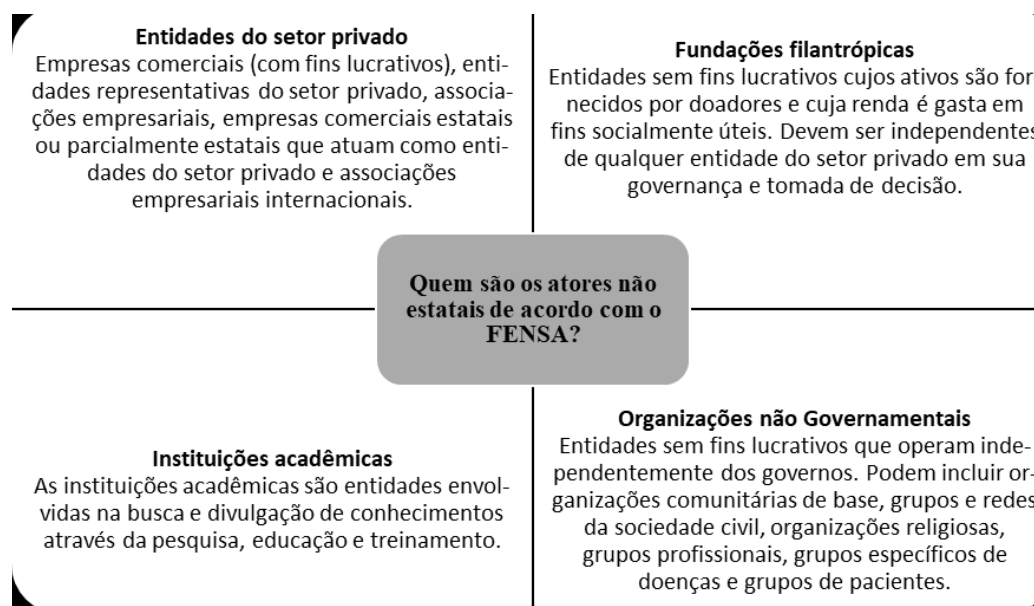 Entidades do setor privado
Empresas comerciais (com fins lucrativos), enti-
dades representativas do setor privado, associa-
ções empresariais, empresas comerciais estatais
ou parcialmente estatais que atuam como enti-
dades do setor privado e associações
empresariais internacionais.
Fundações filantrópicas
Entidades sem fins lucrativos cujos ativos são for
necidos por doadores e cuja renda é gasta em
fins socialmente úteis. Devem ser independentes
de qualquer entidade do setor privado em sua
governança e tomada de decisão.
Quem são os atores não
estatais de acordo com o
FENSA?
Instituições acadêmicas
As instituições acadêmicas são entidades envol-
vidas na busca e divulgação de conhecimentos
através da pesquisa, educação e treinamento.
Organizações não Governamentais
Entidades sem fins lucrativos que operam inde-
pendentemente dos governos. Podem incluir or-
ganizações comunitárias de base, grupos e redes
da sociedade civil, organizações religiosas,
grupos profissionais, grupos específicos de
doenças e grupos de pacientes.